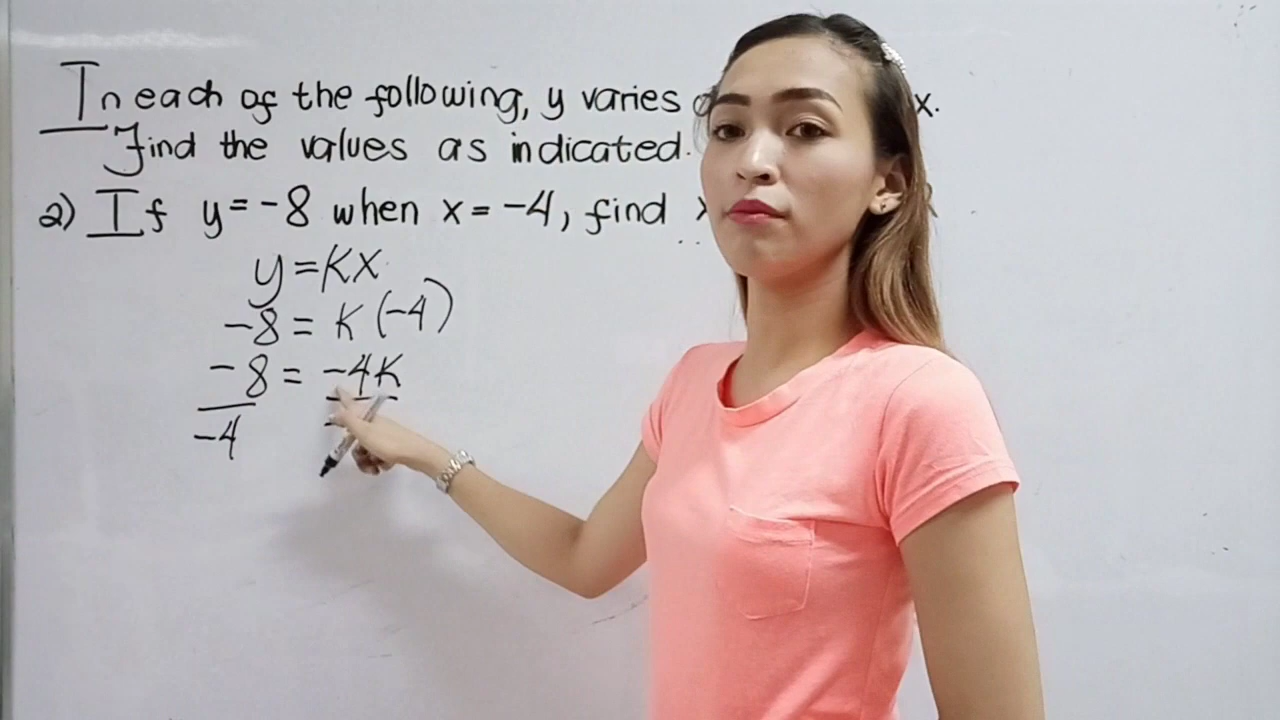 In each of the following, y varies x.
Find the values as indicated.
2) If y = -8 when x = -4, find
y = Kx
-8 = K (-4)
-8 = -4K
-4